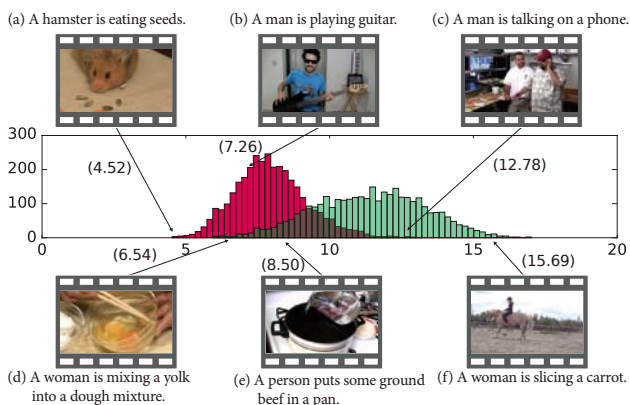 (a) A hamster is eating seeds.
(b) A man is playing guitar.
(c) A man is talking on a phone.
300
200
100
0
(4.52)
(7.26)
(12.78)
0
5
10
15
20
(6.54)
(8.50)
(15.69)
(d) A woman is mixing a yolk
into a dough mixture.
(e) A person puts some ground
beef in a pan.
(f) A woman is slicing a carrot.